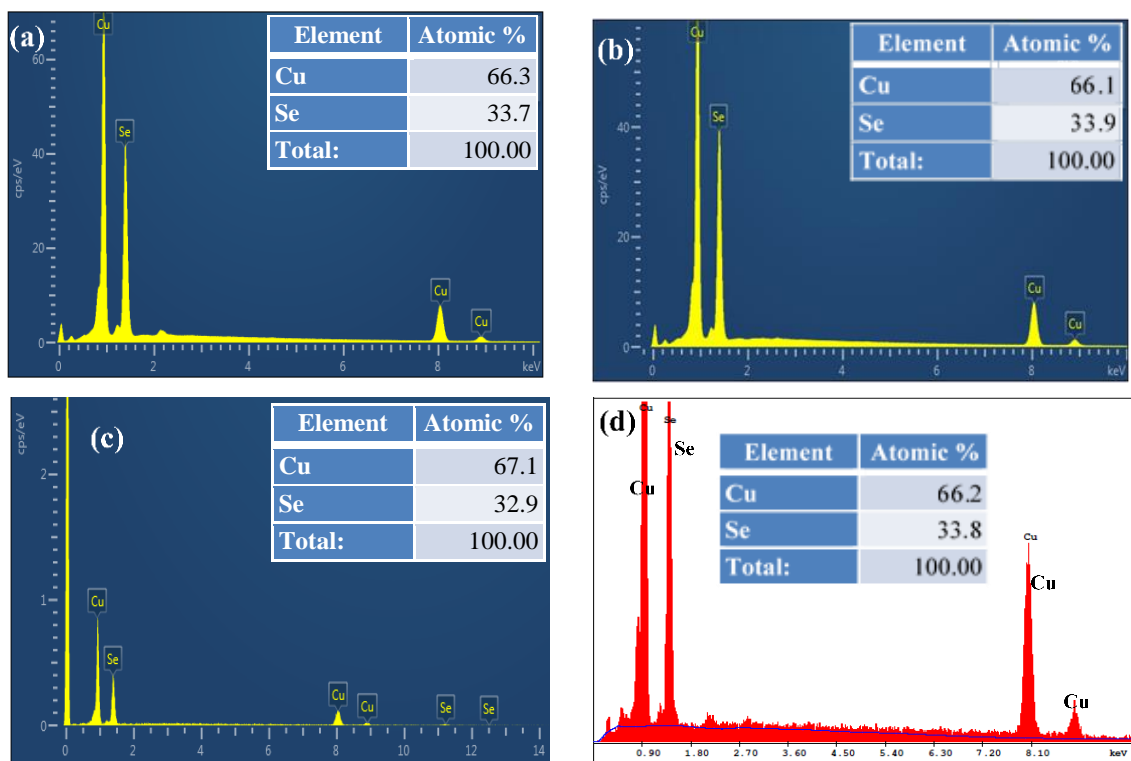 (a)
Cu
Element Atomic %
Cu 66.3
Se 33.7
Total: 100.00
Se
60
40
20
0
cps/eV
Cu
Cu
0 2 4 6 8 keV
(b)
Cu
Element Atomic %
Cu 66.1
Se 33.9
Total: 100.00
Se
40
20
0
cps/eV
Cu
Cu
0 2 4 6 8 keV
(c)
Element Atomic %
Cu 67.1
Se 32.9
Total: 100.00
cps/eV
2
1
0
Cu
Se
Cu
Cu
Se
Se
0 2 4 6 8 10 12 14
(d)
Cu
Se
Se
Cu
Element Atomic %
Cu 66.2
Se 33.8
Total: 100.00
Cu
Cu
Cu
0.90 1.80 2.70 3.60 4.50 5.40 6.30 7.20 8.10 keV